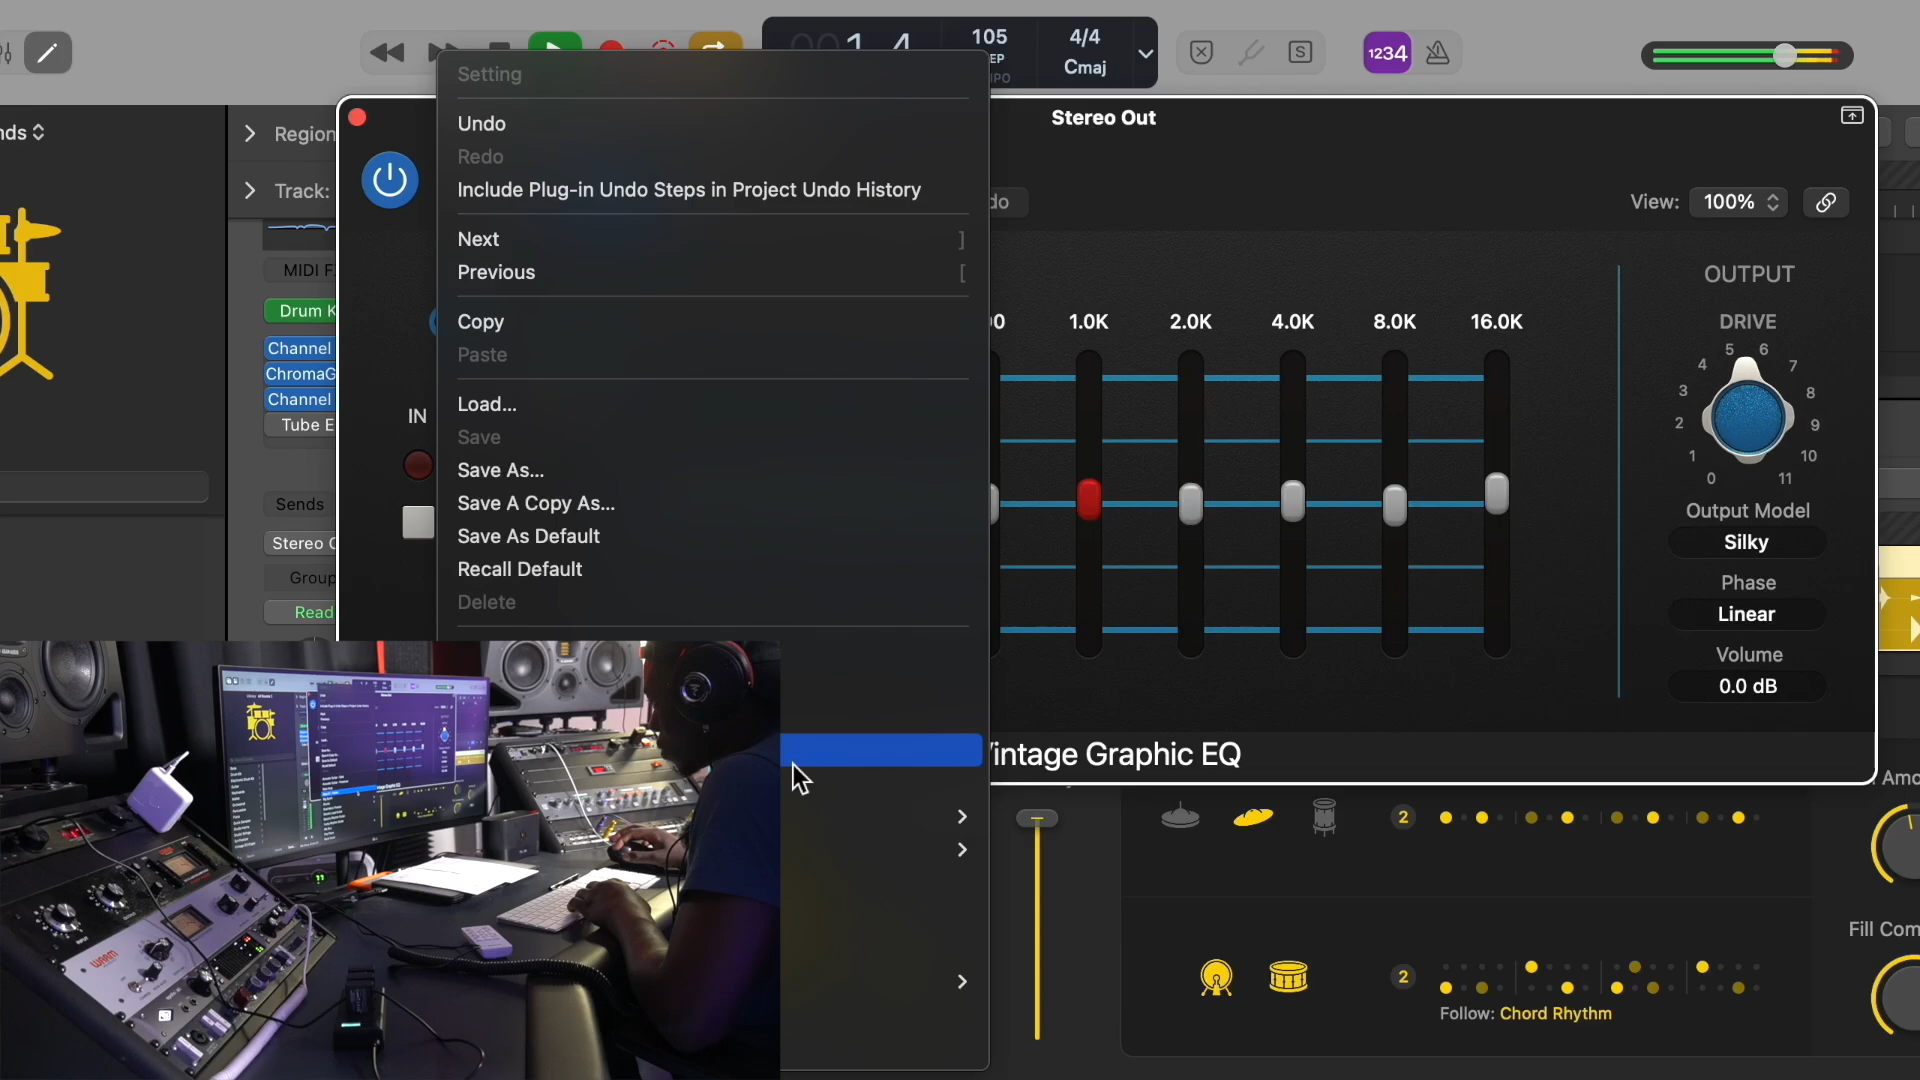 1 4
105
4/4
Cmaj
1234
Setting
Undo
Redo
Include Plug-in Undo Steps in Project Undo History
Next ]
Previous [
Copy
Paste
Load...
Save
Save As...
Save A Copy As...
Save As Default
Recall Default
Delete
Region
Track:
Drum K
Channel
Channel
Tube E
Sends
Stereo
Group
Read
IN
Stereo Out
View: 100%
1.0K 2.0K 4.0K 8.0K 16.0K
OUTPUT
DRIVE
0 1 2 3 4 5 6 7 8 9 10 11
Output Model
Silky
Phase
Linear
Volume
0.0 dB
Vintage Graphic EQ
2
2
Follow: Chord Rhythm
Fill Com
WARM